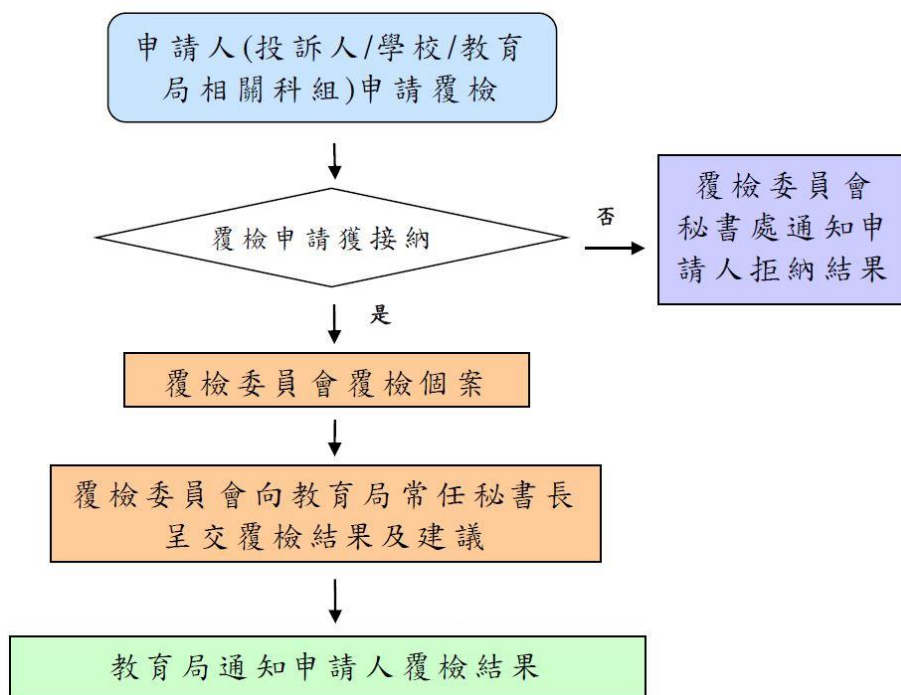 申請人(投訴人/學校/教育
局相關科組)申請覆檢
覆檢申請獲接納
否
覆檢委員會
秘書處通知申
請人拒納結果
是
覆檢委員會覆檢個案
覆檢委員會向教育局常任秘書長
呈交覆檢結果及建議
教育局通知申請人覆檢結果